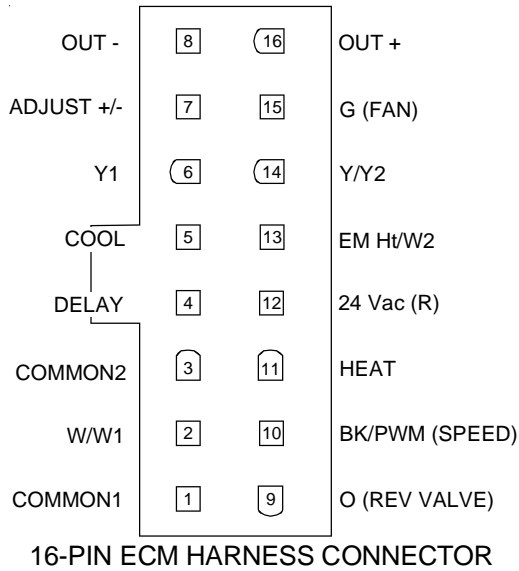 OUT - 8 16 OUT +
ADJUST +/- 7 15 G (FAN)
Y1 6 14 Y/Y2
COOL 5 13 EM Ht/W2
DELAY 4 12 24 Vac (R)
COMMON2 3 11 HEAT
W/W1 2 10 BK/PWM (SPEED)
COMMON1 1 9 O (REV VALVE)
16-PIN ECM HARNESS CONNECTOR